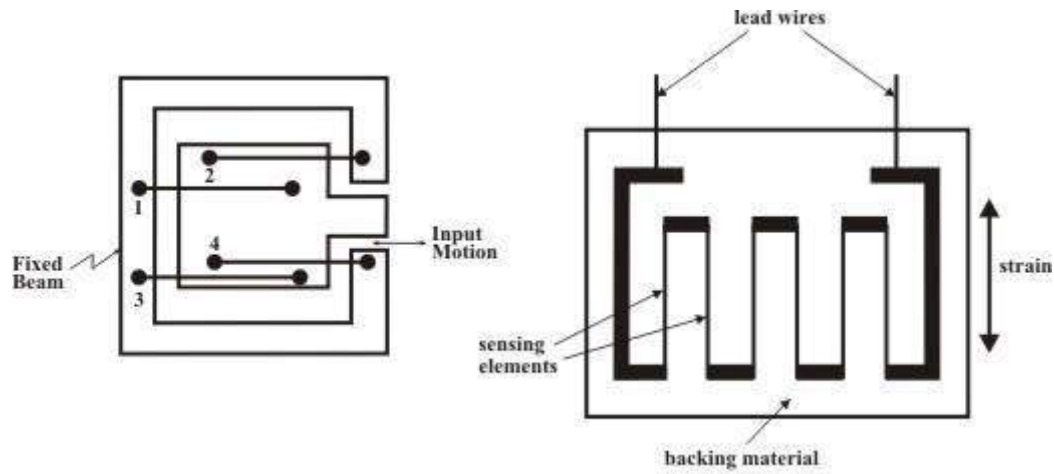 lead wires
2
1
4
Input
Motion
Fixed
Beam
3
strain
sensing
elements
backing material